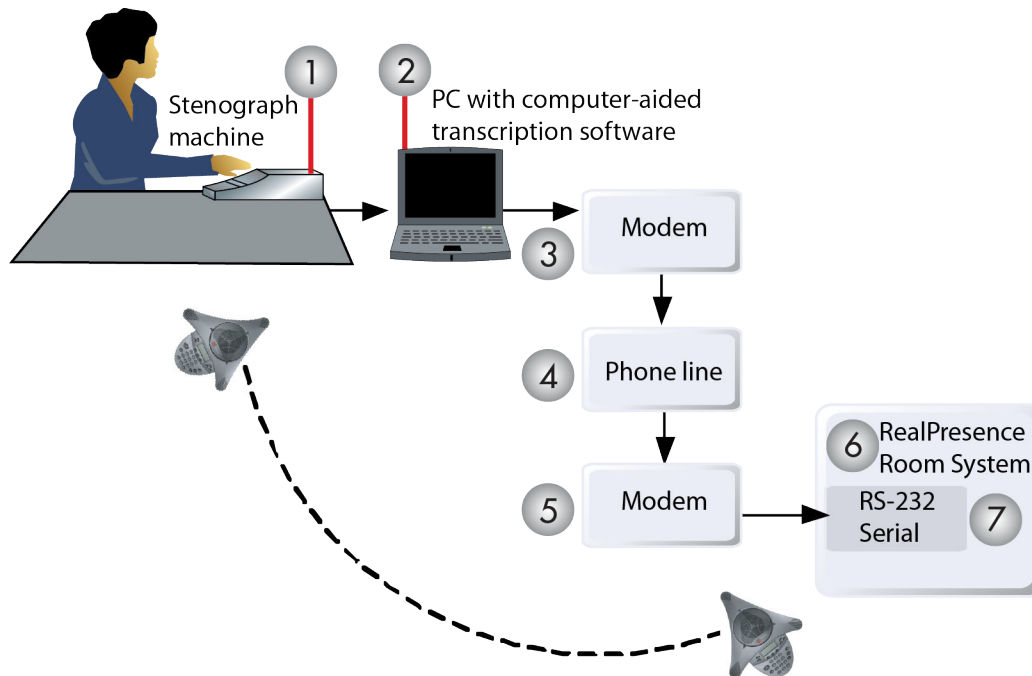 1
Stenograph
machine
2
PC with computer-aided
transcription software
3
Modem
4
Phone line
5
Modem
6
RealPresence
Room System
RS-232
Serial
7